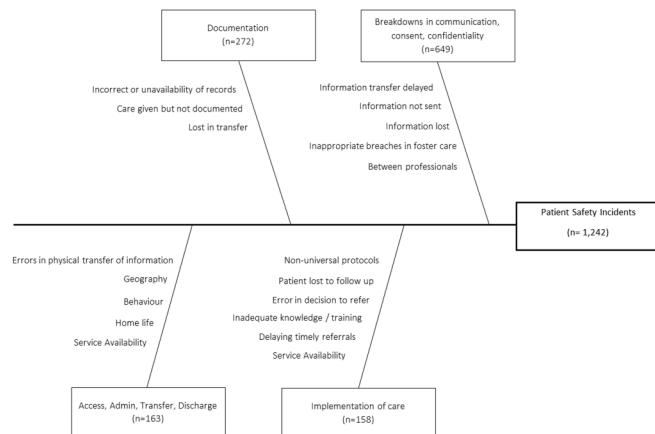 Documentation
(n=272)
Breakdowns in communication,
consent, confidentiality
(n=649)
Incorrect or unavailability of records
Care given but not documented
Lost in transfer
Information transfer delayed
Information not sent
Information lost
Inappropriate breaches in foster care
Between professionals
Patient Safety Incidents
(n= 1,242)
Errors in physical transfer of information
Geography
Behaviour
Home life
Service Availability
Non-universal protocols
Patient lost to follow up
Error in decision to refer
Inadequate knowledge / training
Delaying timely referrals
Service Availability
Access, Admin, Transfer, Discharge
(n=163)
Implementation of care
(n=158)